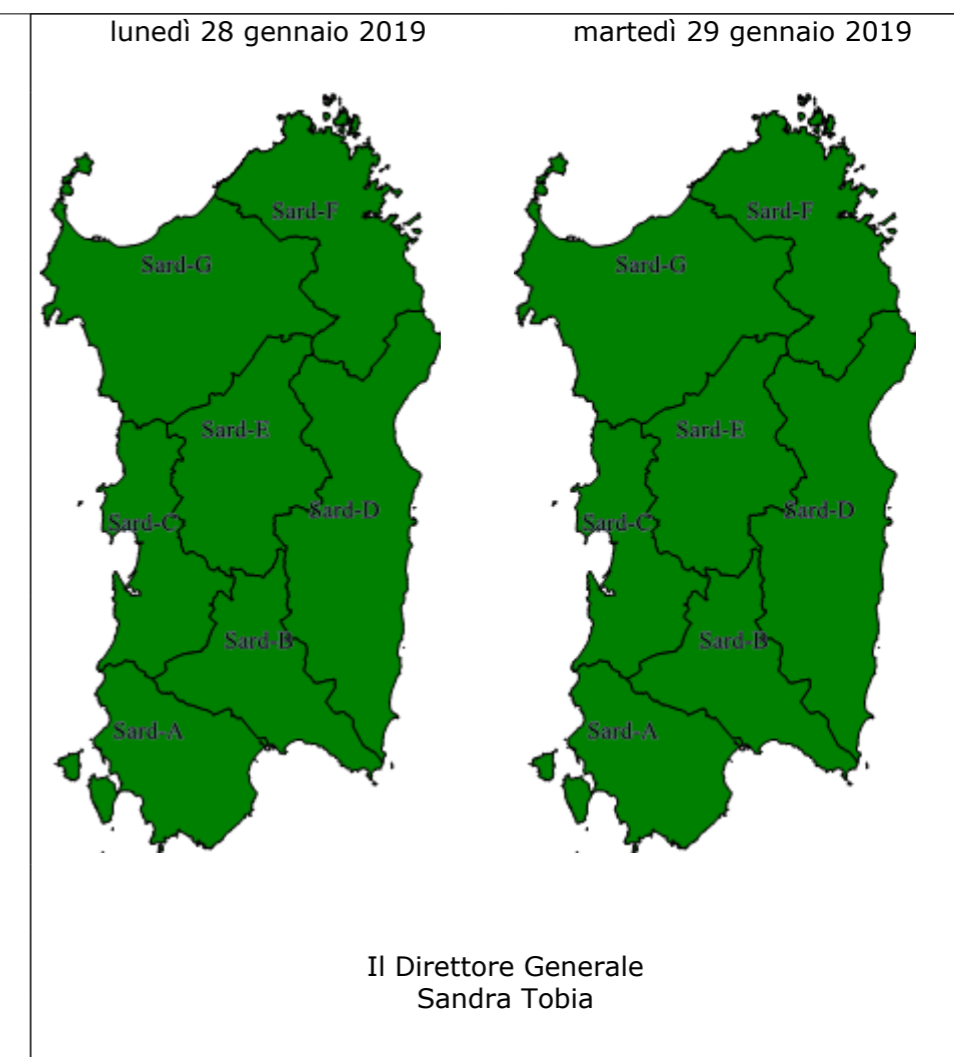 lunedì 28 gennaio 2019
martedì 29 gennaio 2019
Sard-F
Sard-G
Sard-E
Sard-D
Sard-C
Sard-B
Sard-A
Sard-F
Sard-G
Sard-E
Sard-D
Sard-C
Sard-B
Sard-A
Il Direttore Generale
Sandra Tobia